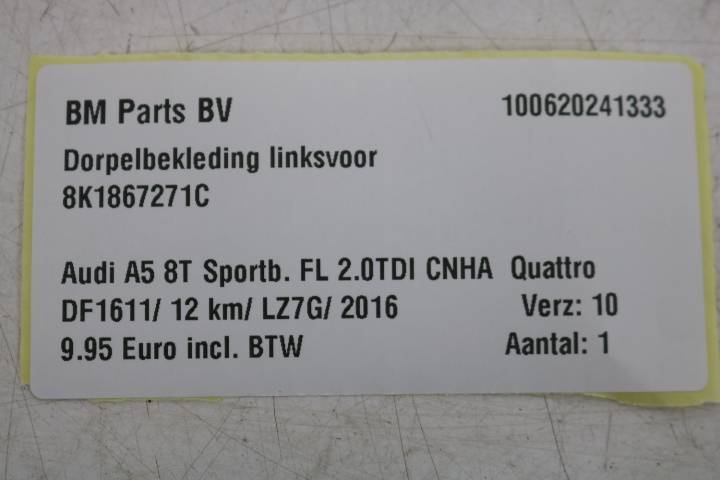 BM Parts BV 100620241333
Dorpelbekleding linksvoor
8K1867271C
Audi A5 8T Sportb. FL 2.0TDI CNHA Quattro
DF1611/ 12 km/ LZ7G/ 2016 Verz: 10
9.95 Euro incl. BTW Aantal: 1